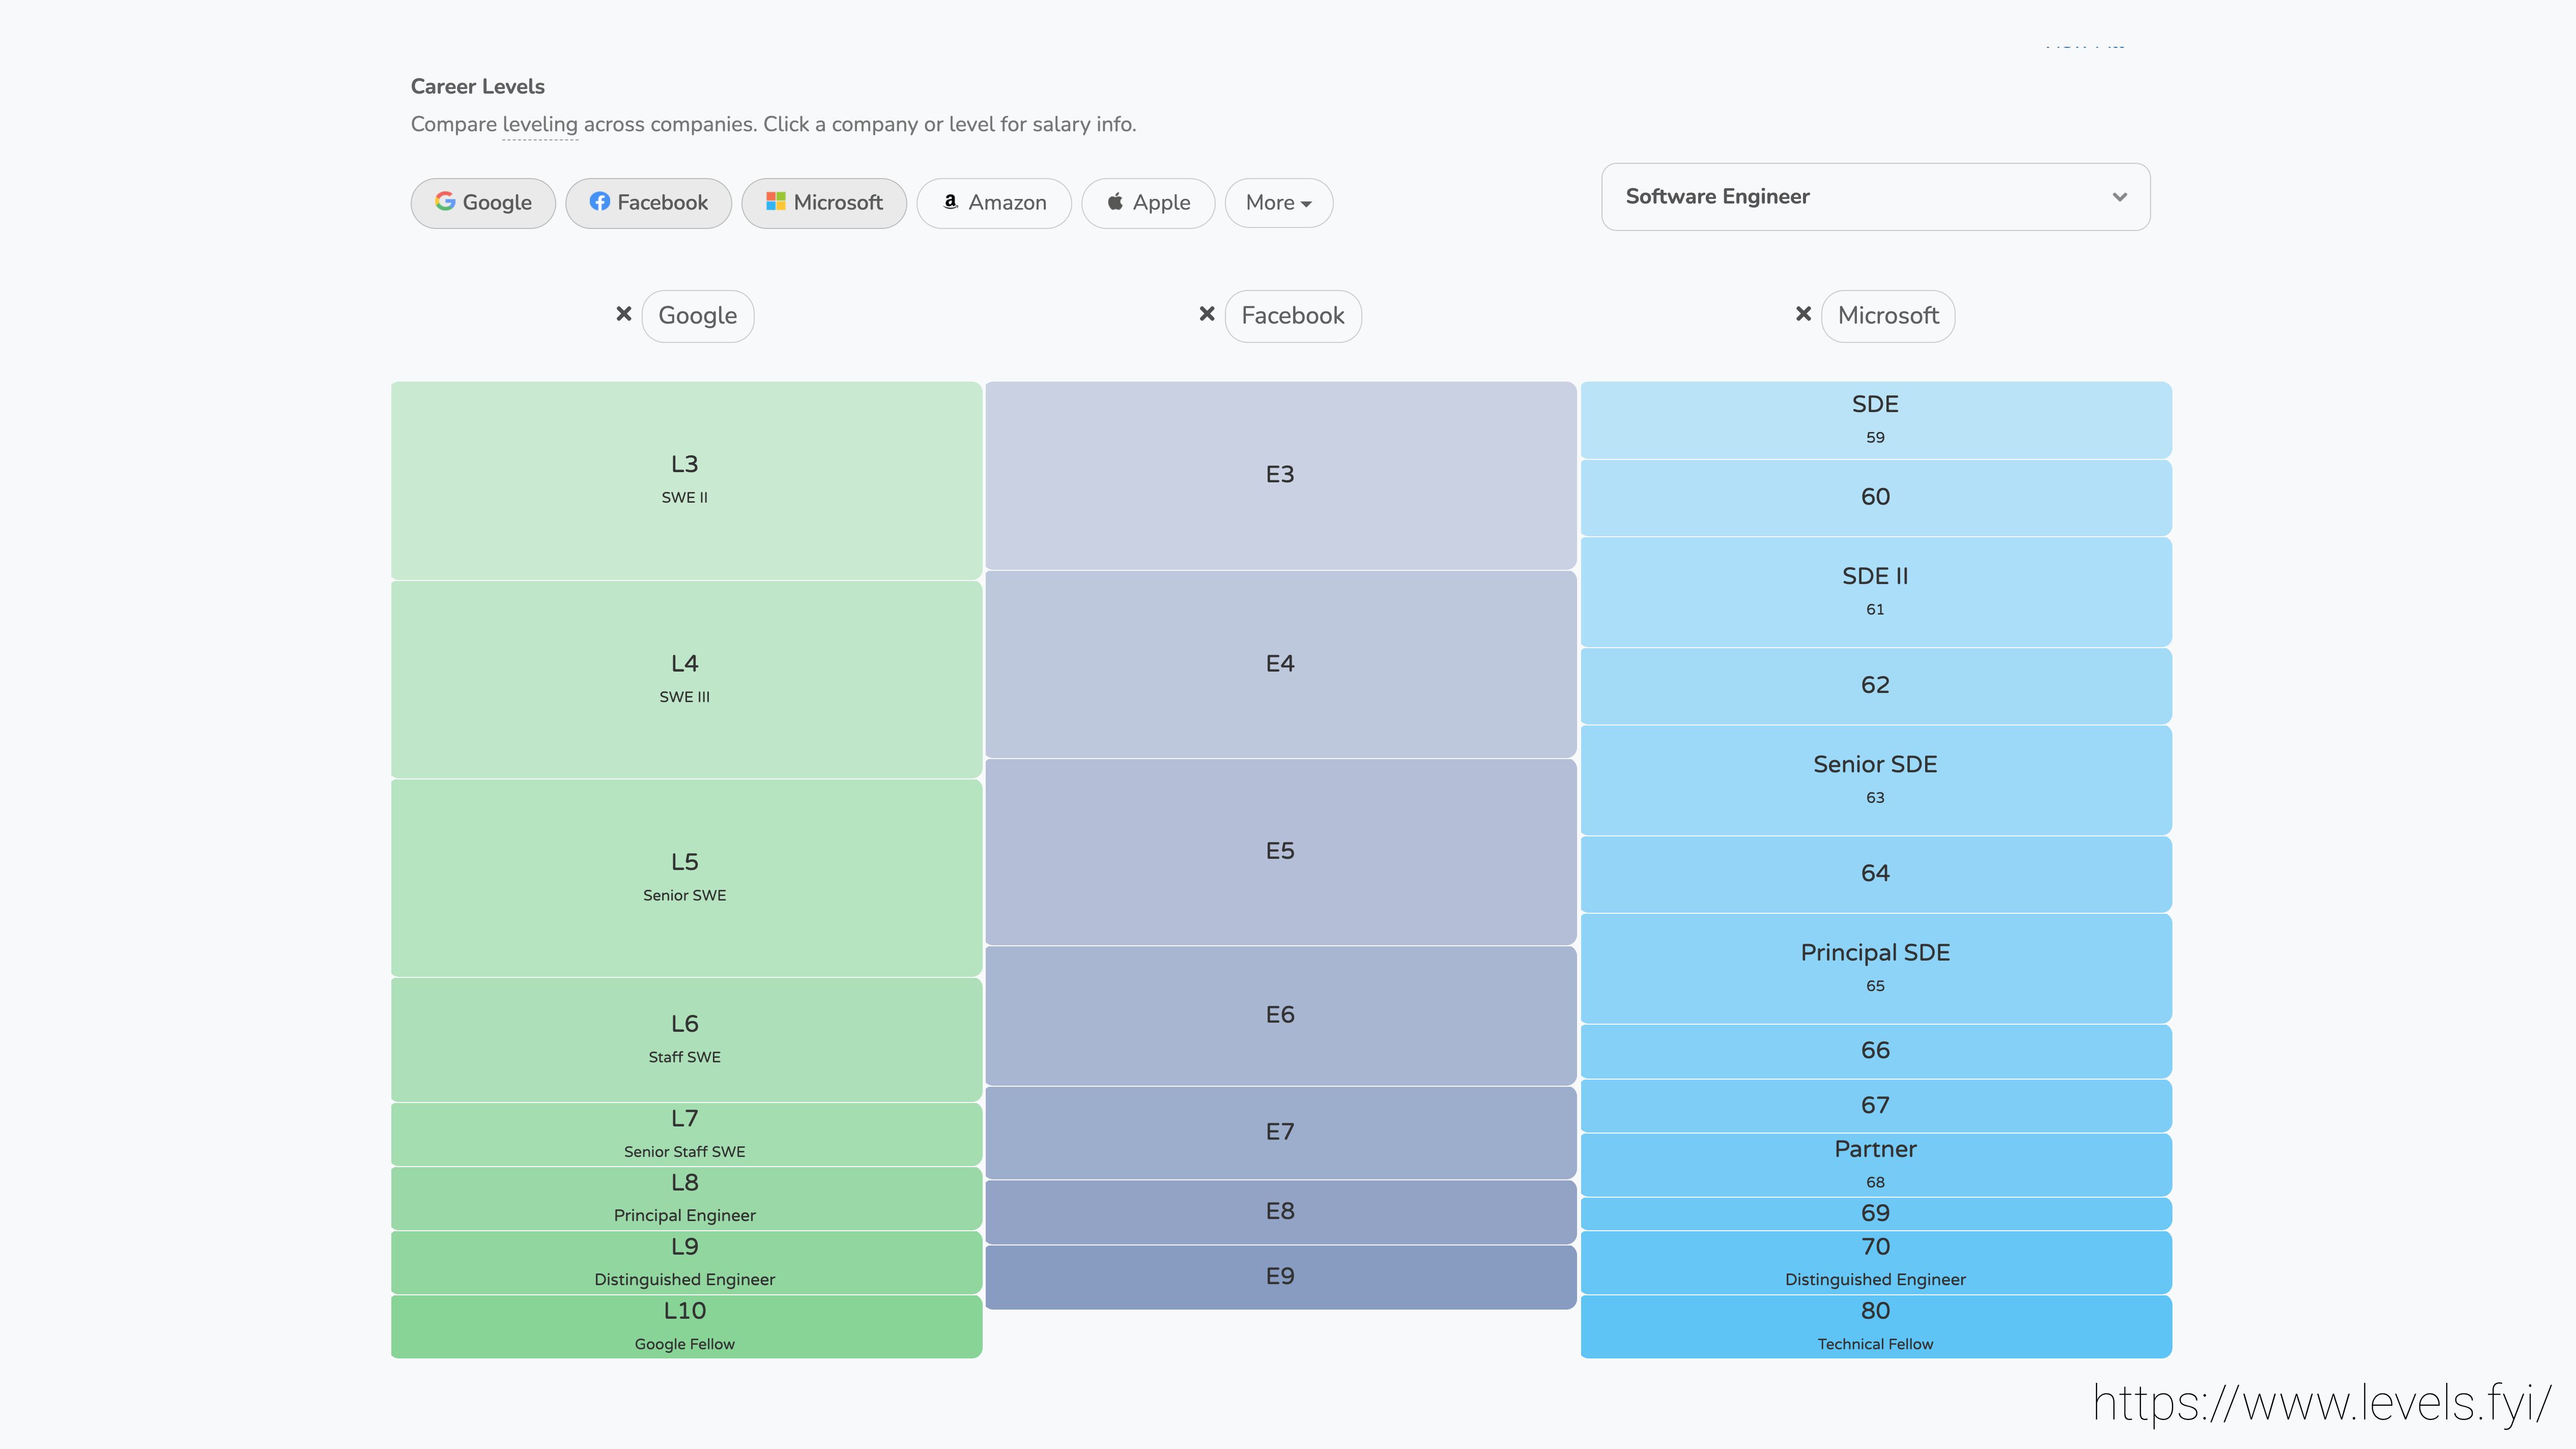 Career Levels
Compare leveling across companies. Click a company or level for salary info.
Google Facebook Microsoft Amazon Apple More
Software Engineer
Google Facebook Microsoft
L3
SWE II
L4
SWE III
L5
Senior SWE
L6
Staff SWE
L7
Senior Staff SWE
L8
Principal Engineer
L9
Distinguished Engineer
L10
Google Fellow
E3
E4
E5
E6
E7
E8
E9
SDE
59
60
SDE II
61
62
Senior SDE
63
64
Principal SDE
65
66
67
Partner
68
69
70
Distinguished Engineer
80
Technical Fellow
https://www.levels.fyi/